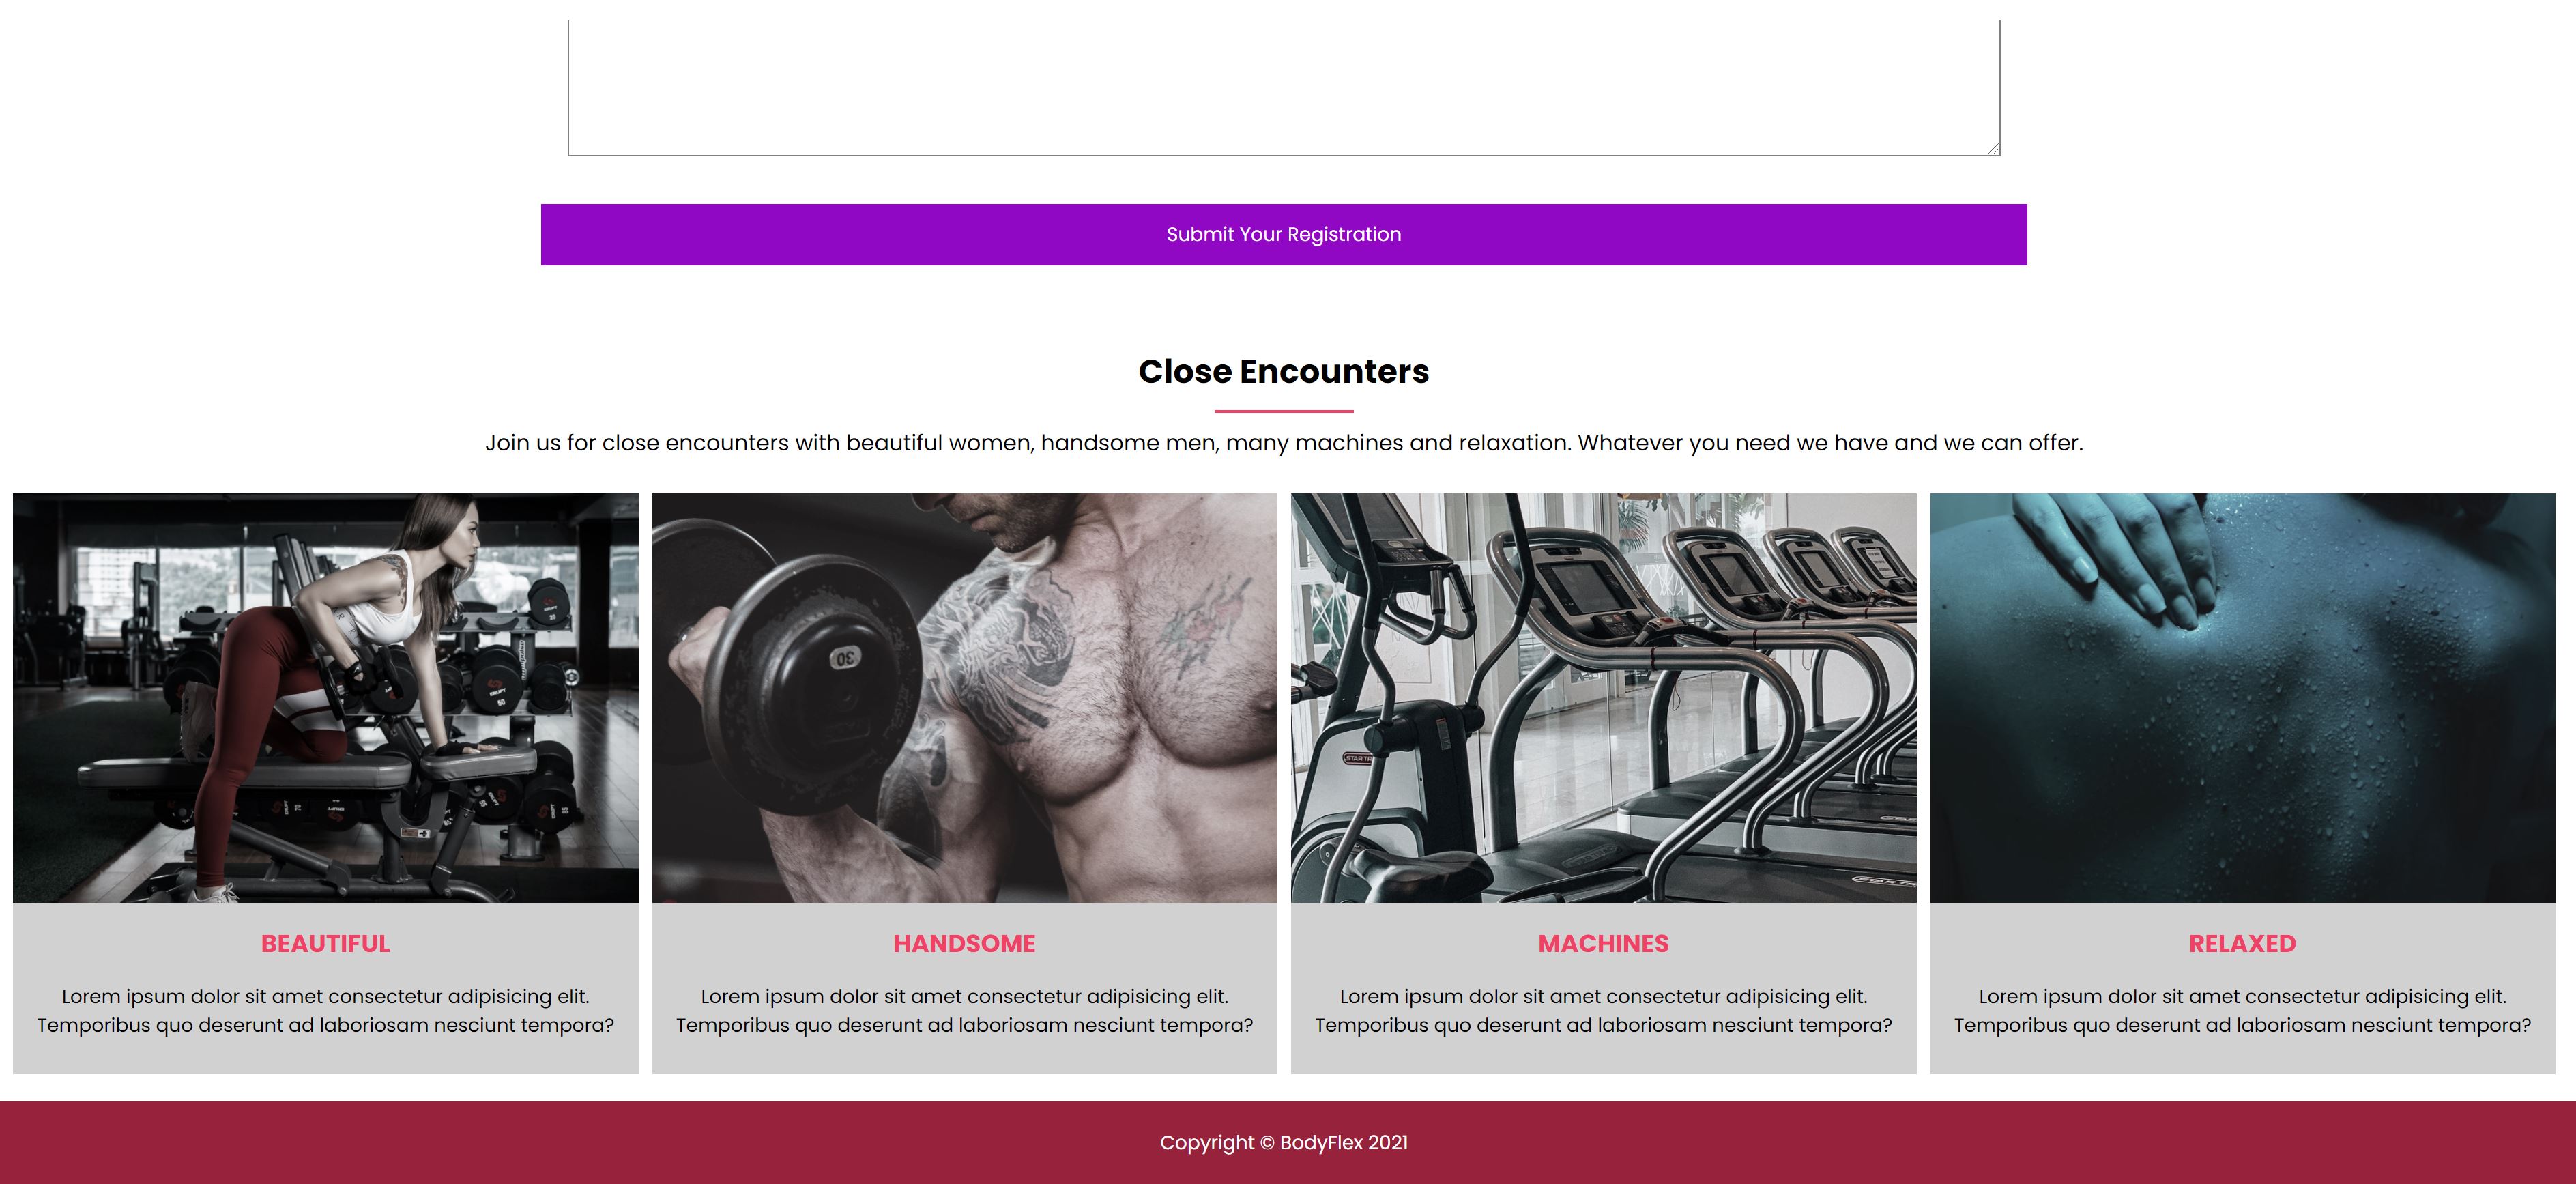 Submit Your Registration
Close Encounters
Join us for close encounters with beautiful women, handsome men, many machines and relaxation. Whatever you need we have and we can offer.
30
STAR TR
STAR TR
BEAUTIFUL
Lorem ipsum dolor sit amet consectetur adipisicing elit.
Temporibus quo deserunt ad laboriosam nesciunt tempora?
HANDSOME
Lorem ipsum dolor sit amet consectetur adipisicing elit.
Temporibus quo deserunt ad laboriosam nesciunt tempora?
MACHINES
Lorem ipsum dolor sit amet consectetur adipisicing elit.
Temporibus quo deserunt ad laboriosam nesciunt tempora?
RELAXED
Lorem ipsum dolor sit amet consectetur adipisicing elit.
Temporibus quo deserunt ad laboriosam nesciunt tempora?
Copyright © BodyFlex 2021